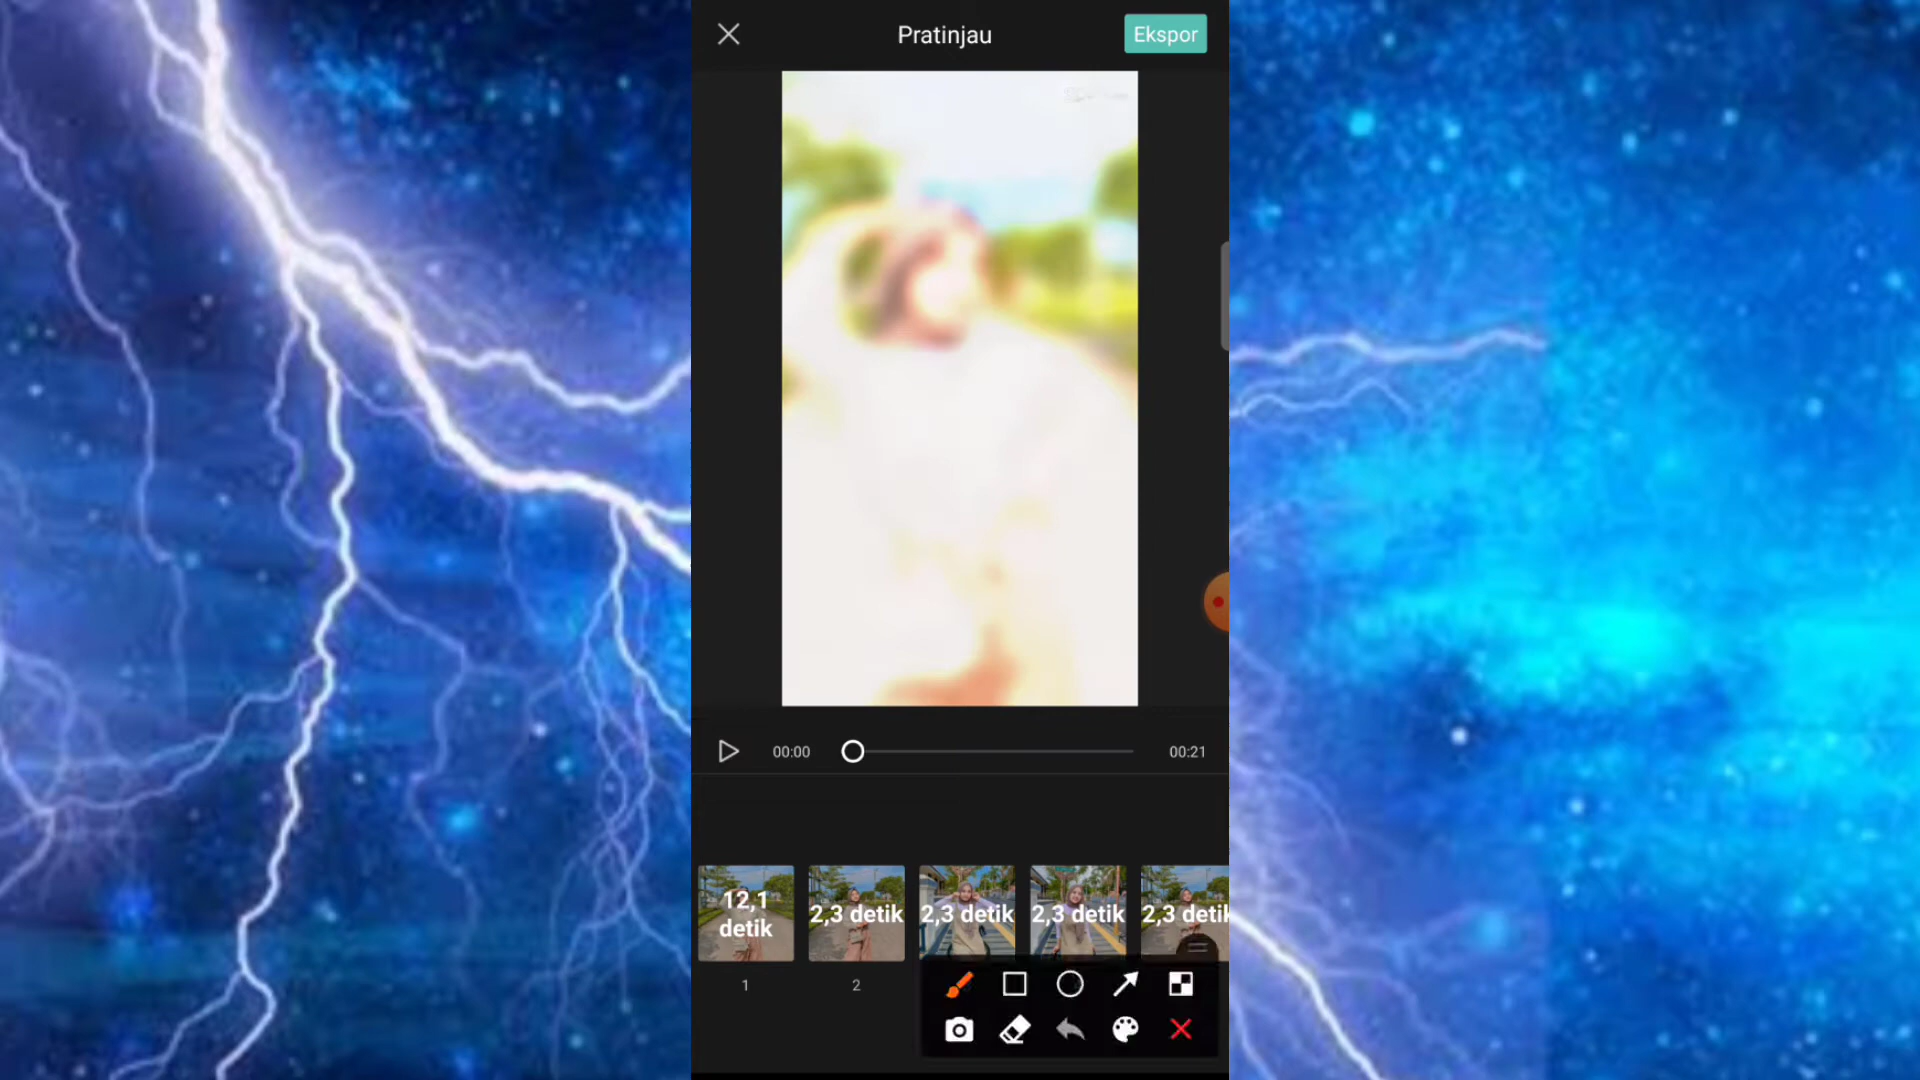 Pratinjau
Ekspor
00:00
00:21
12,1
detik
2,3 detik
2,3 detik
2,3 detik
2,3 detik
1
2